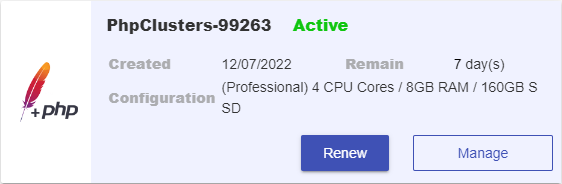 PhpClusters-99263 Active
Created 12/07/2022 Remain 7 day(s)
Configuration (Professional) 4 CPU Cores / 8GB RAM / 160GB S
SD
+php
Renew Manage